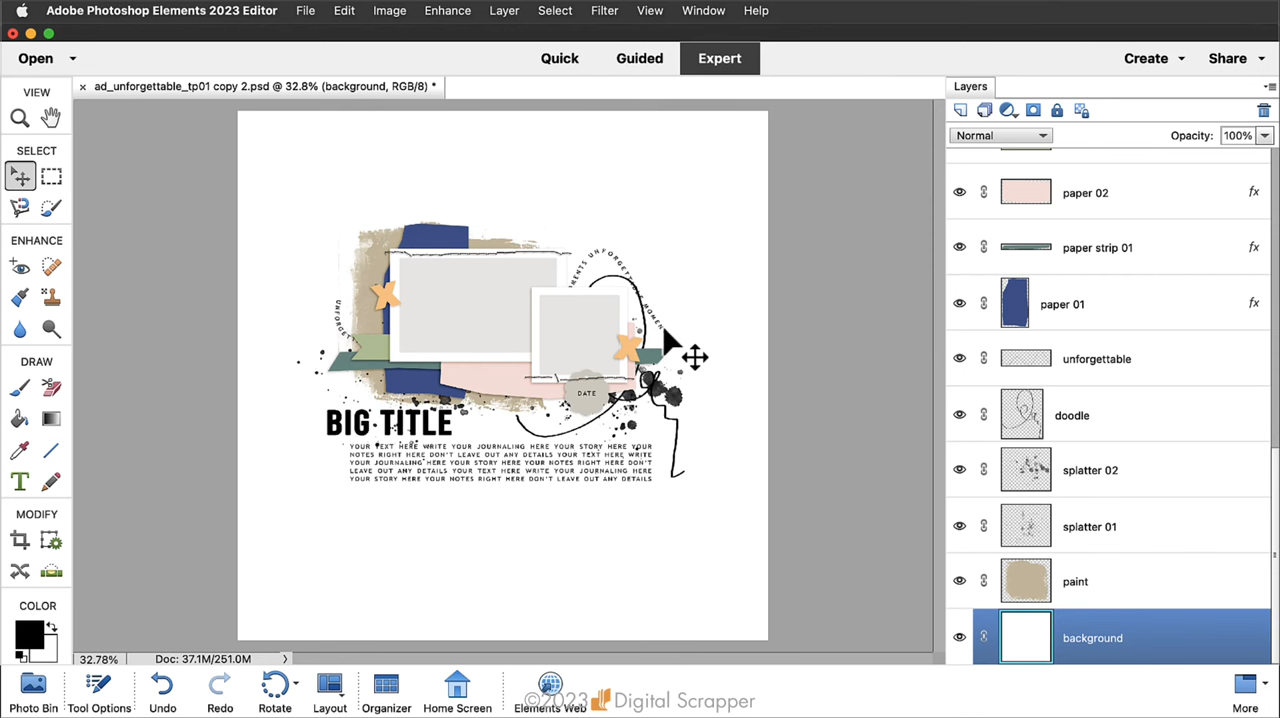 Adobe Photoshop Elements 2023 Editor File Edit Image Enhance Layer Select Filter View Window Help
Open Quick Guided Expert Create Share
VIEW
× ad_unforgettable_tp01 copy 2.psd @ 32.8% (background, RGB/8) *
Layers
SELECT
Normal Opacity: 100%
paper 02 fx
ENHANCE
paper strip 01 fx
paper 01 fx
unforgettable
DRAW
doodle
splatter 02
MODIFY
splatter 01
paint
COLOR
background
UNFORGETTABLE MOMEN
DATE
BIG TITLE
YOUR TEXT HERE WRITE YOUR JOURNALING HERE YOUR STORY HERE YOUR
NOTES RIGHT HERE DON'T LEAVE OUT ANY DETAILS YOUR TEXT HERE WRITE
YOUR JOURNALING HERE YOUR STORY HERE YOUR NOTES RIGHT HERE DON'T
LEAVE OUT ANY DETAILS YOUR TEXT HERE WRITE YOUR JOURNALING HERE
YOUR STORY HERE YOUR NOTES RIGHT HERE DON'T LEAVE OUT ANY DETAILS
32.78% Doc: 37.1M/251.0M
Photo Bin Tool Options Undo Redo Rotate Layout Organizer Home Screen Elements Web More
©2023 Digital Scrapper